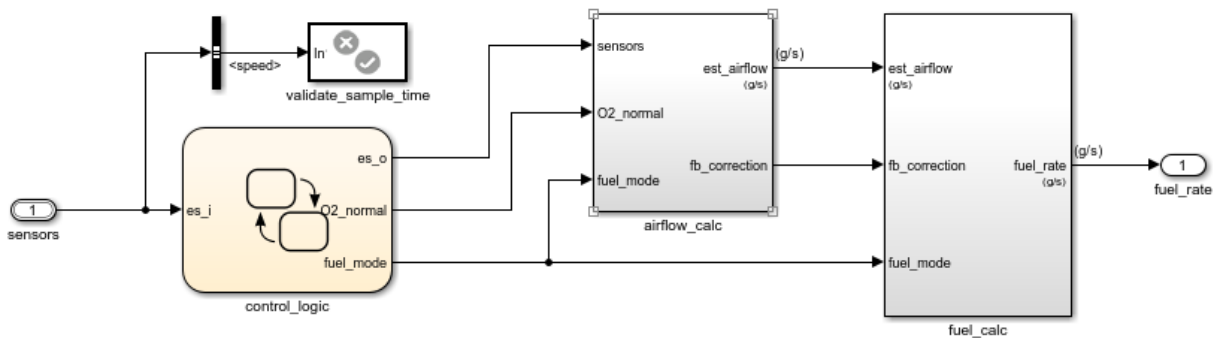 <speed>
In
validate_sample_time
1
sensors
es_i
es_o
O2_normal
fuel_mode
control_logic
sensors
O2_normal
fuel_mode
est_airflow
(g/s)
fb_correction
airflow_calc
(g/s)
est_airflow
(g/s)
fb_correction
fuel_mode
fuel_rate
(g/s)
fuel_calc
(g/s)
1
fuel_rate